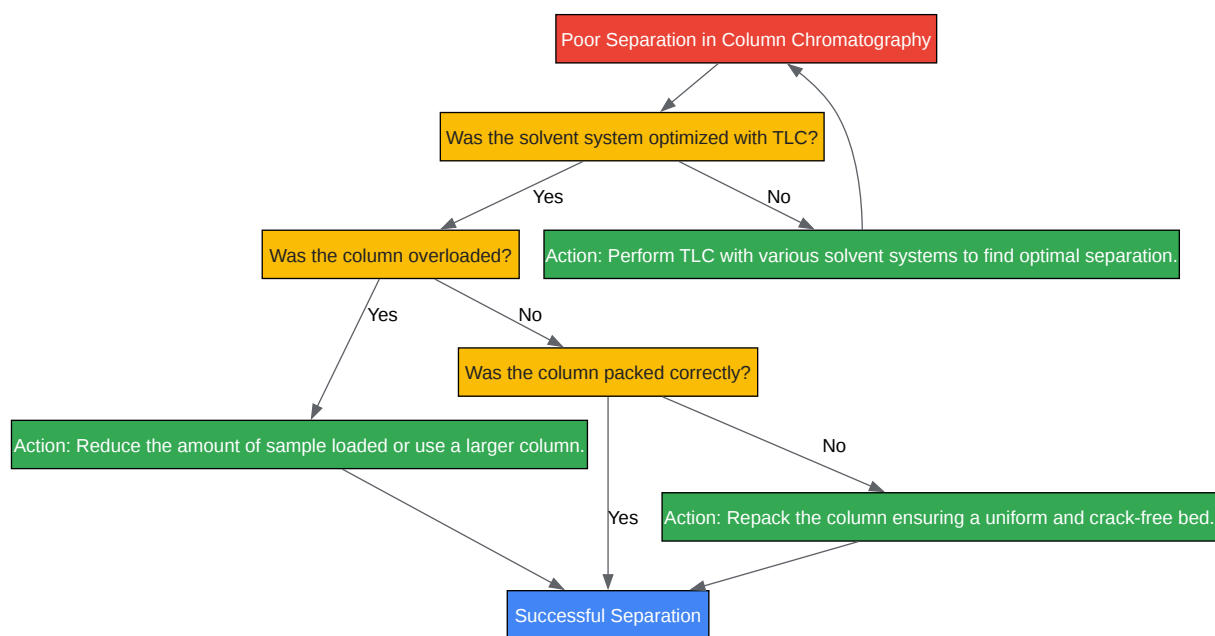 Poor Separation in Column Chromatography
Was the solvent system optimized with TLC?
Yes
No
Was the column overloaded?
Action: Perform TLC with various solvent systems to find optimal separation.
Yes
No
Was the column packed correctly?
Action: Reduce the amount of sample loaded or use a larger column.
No
Yes
Action: Repack the column ensuring a uniform and crack-free bed.
Successful Separation